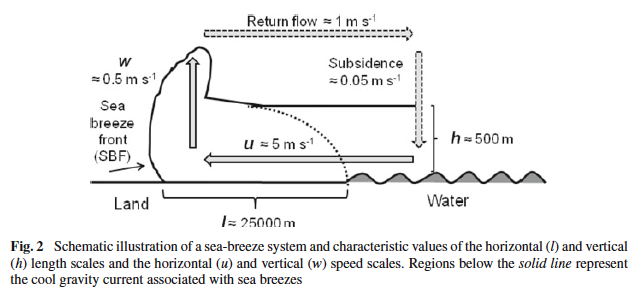 Return flow ≈ 1 m s⁻¹
w
≈0.5 m s⁻¹
Subsidence
≈0.05 m s⁻¹
Sea
breeze
front
(SBF)
u ≈ 5 m s⁻¹
h≈500m
Land
Water
l≈ 25000m
Fig. 2 Schematic illustration of a sea-breeze system and characteristic values of the horizontal (l) and vertical
(h) length scales and the horizontal (u) and vertical (w) speed scales. Regions below the solid line represent
the cool gravity current associated with sea breezes